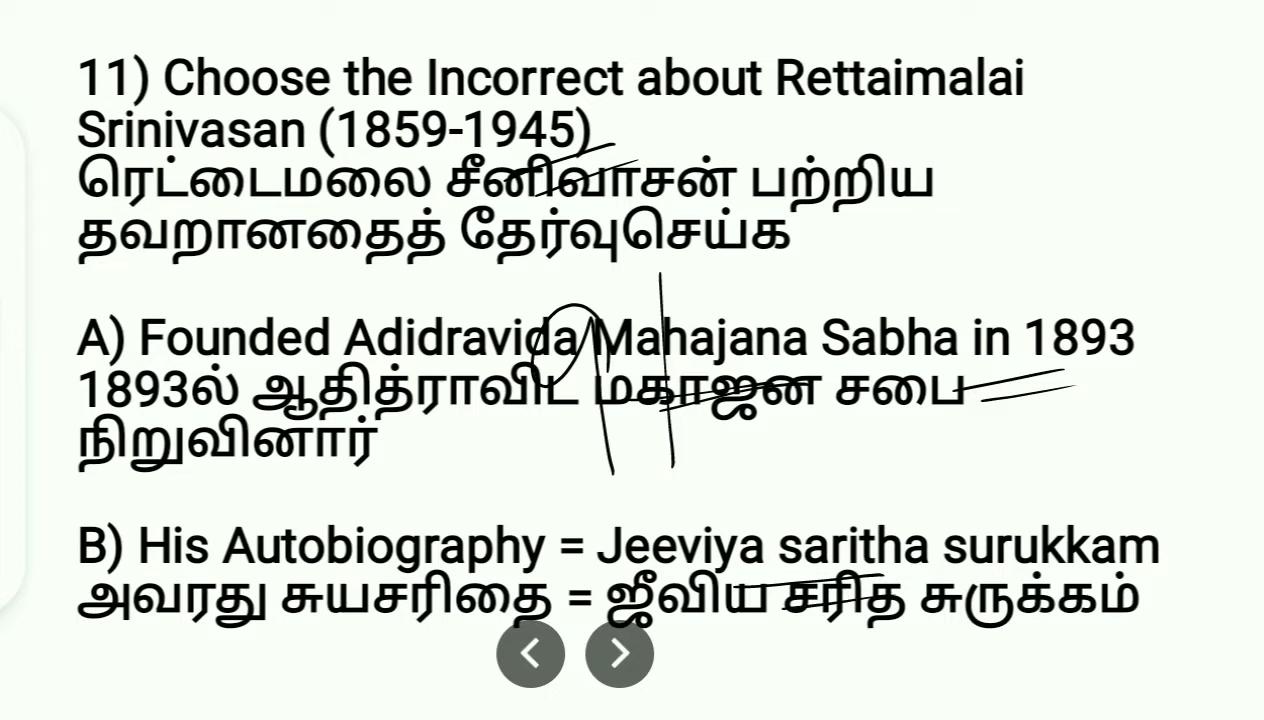 11) Choose the Incorrect about Rettaimalai
Srinivasan (1859-1945)
ரெட்டைமலை சீனிவாசன் பற்றிய
தவறானதைத் தேர்வுசெய்க
A) Founded Adidravida Mahajana Sabha in 1893
1893ல் ஆதித்ராவிட மகாஜன சபை
நிறுவினார்
B) His Autobiography = Jeeviya saritha surukkam
அவரது சுயசரிதை = ஜீவிய சரித சுருக்கம்